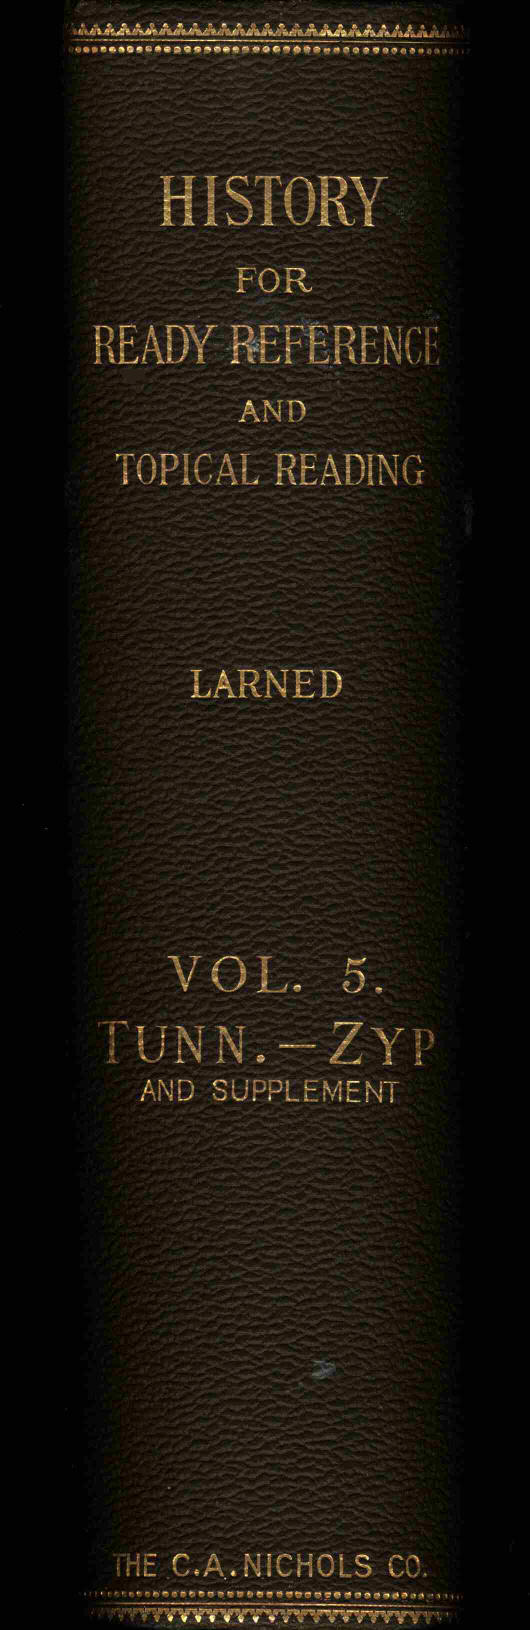 HISTORY
FOR
READY REFERENCE
AND
TOPICAL READING
LARNED
VOL. 5.
TUNN.—ZYP
AND SUPPLEMENT
THE C.A. NICHOLS CO.